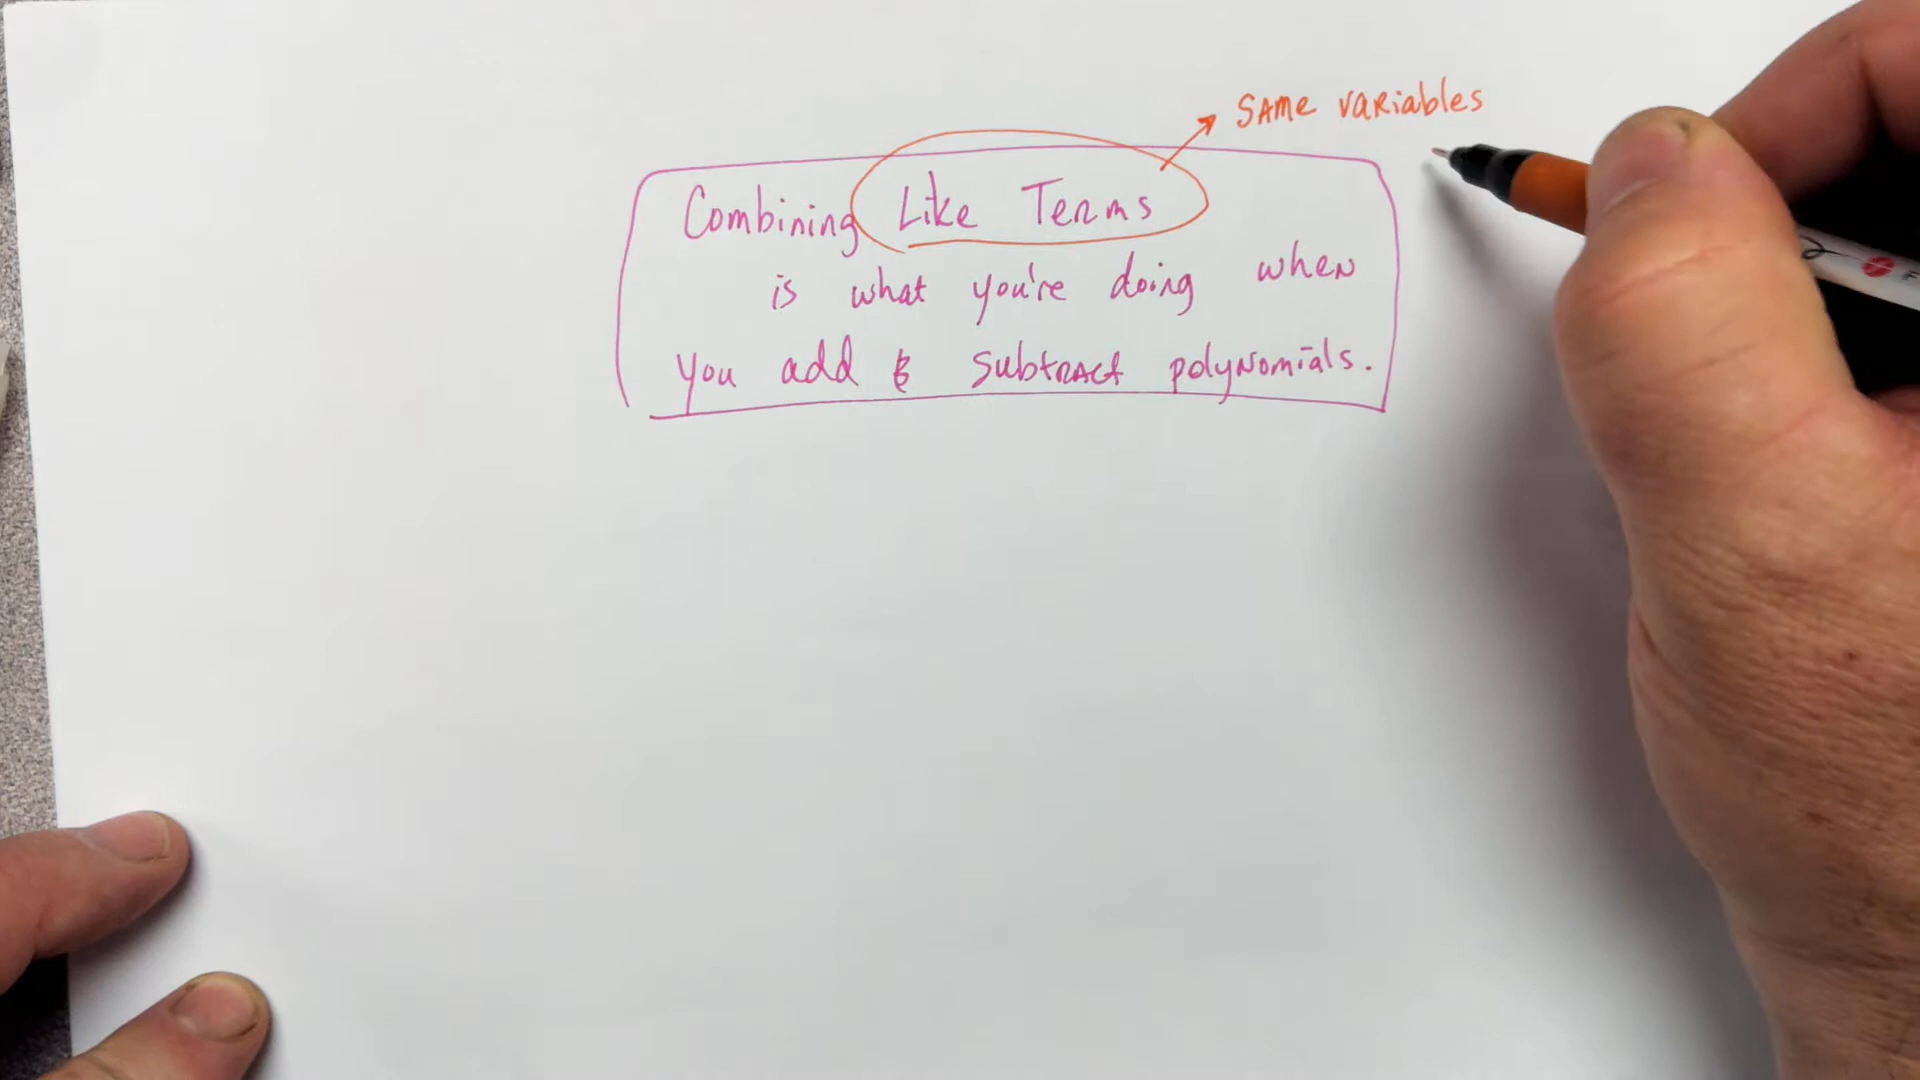 SAME variables
Combining Like Terms
is what you're doing when
you add & subtract polynomials.